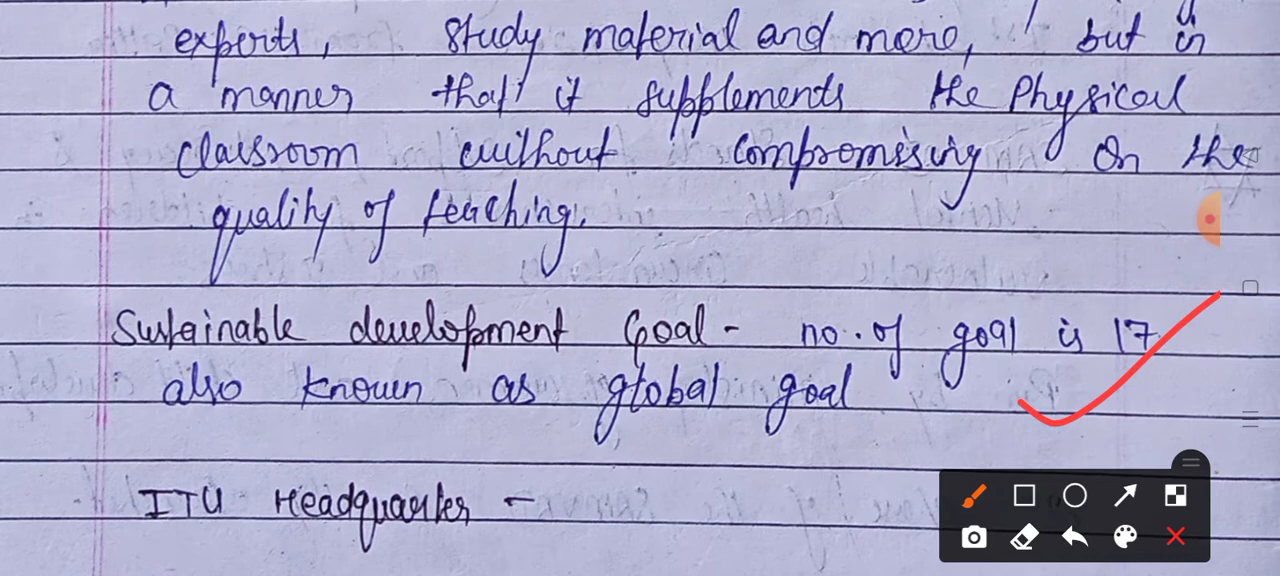 experts, study material and more, but in
a manner that it supplements the Physical
classroom without compromising on the
quality of teaching.
Sustainable development Goal - no. of goal is 17
also known as global goal
ITU Headquarter -